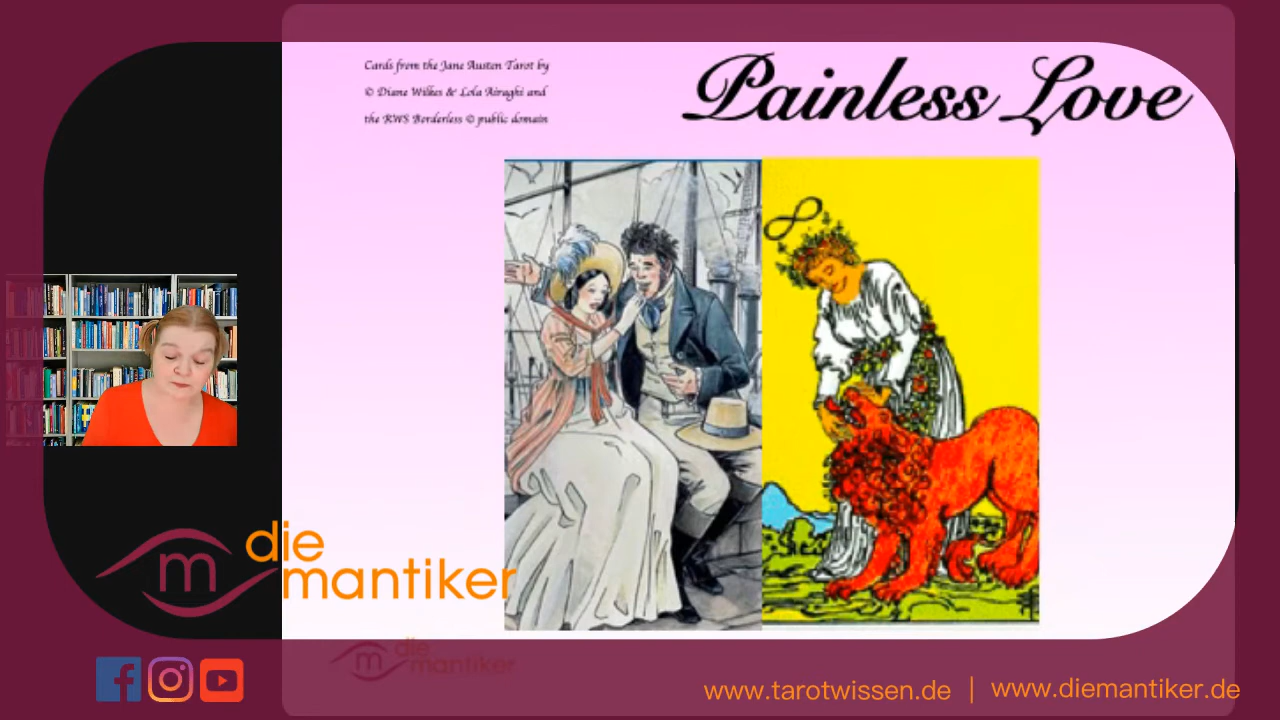 Cards from the Jane Austen Tarot by
© Diane Wilkes & Lola Airaghi and
the RWS Borderless © public domain
Painless Love
m
die
mantiker
m
die
mantiker
www.tarotwissen.de | www.diemantiker.de